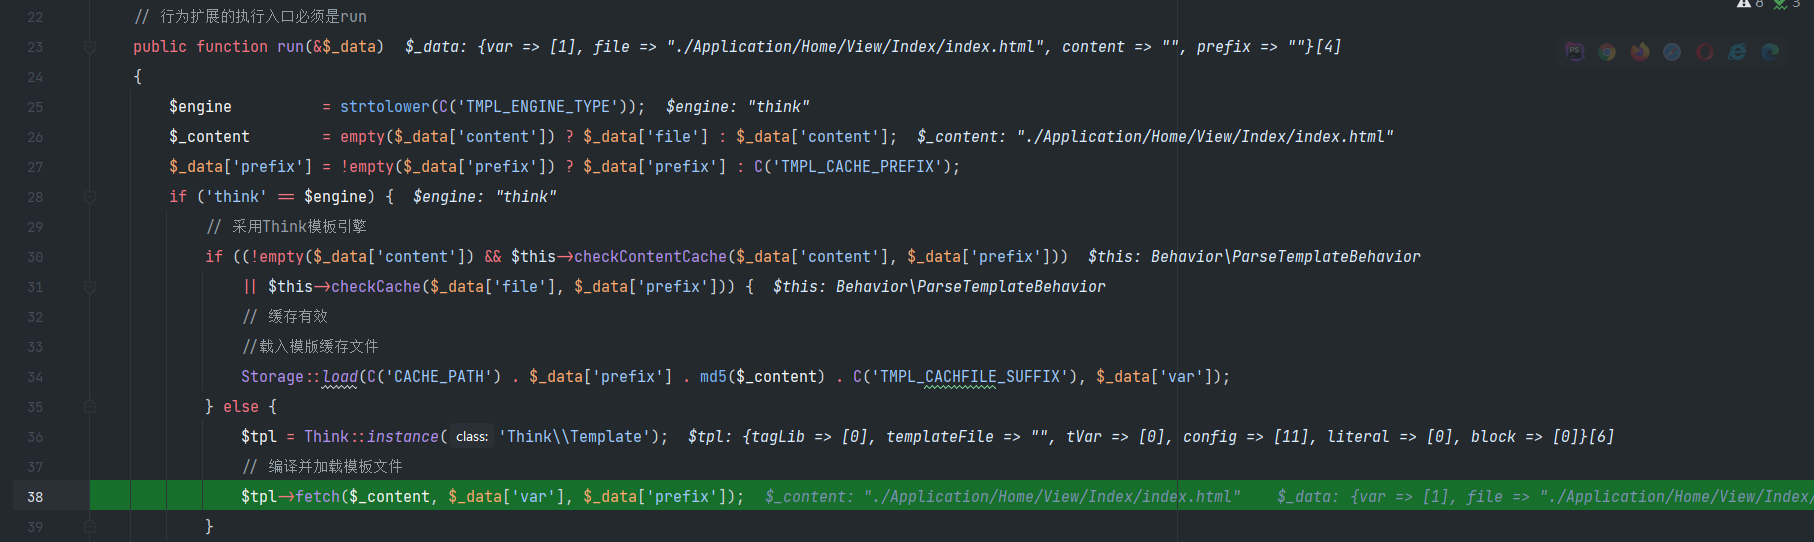 22 // 行为扩展的执行入口必须是run
8 3
23 public function run(&$_data) $_data: {var => [1], file => "./Application/Home/View/Index/index.html", content => "", prefix => ""}[4]
24 {
25 $engine = strtolower(C('TMPL_ENGINE_TYPE')); $engine: "think"
26 $_content = empty($_data['content']) ? $_data['file'] : $_data['content']; $_content: "./Application/Home/View/Index/index.html"
27 $_data['prefix'] = !empty($_data['prefix']) ? $_data['prefix'] : C('TMPL_CACHE_PREFIX');
28 if ('think' == $engine) { $engine: "think"
29 // 采用Think模板引擎
30 if ((!empty($_data['content']) && $this->checkContentCache($_data['content'], $_data['prefix'])) $this: Behavior\ParseTemplateBehavior
31 || $this->checkCache($_data['file'], $_data['prefix'])) { $this: Behavior\ParseTemplateBehavior
32 // 缓存有效
33 //载入模版缓存文件
34 Storage::load(C('CACHE_PATH') . $_data['prefix'] . md5($_content) . C('TMPL_CACHFILE_SUFFIX'), $_data['var']);
35 } else {
36 $tpl = Think::instance( class: 'Think\\Template'); $tpl: {tagLib => [0], templateFile => "", tVar => [0], config => [11], literal => [0], block => [0]}[6]
37 // 编译并加载模板文件
38 $tpl->fetch($_content, $_data['var'], $_data['prefix']); $_content: "./Application/Home/View/Index/index.html" $_data: {var => [1], file => "./Application/Home/View/Index/
39 }